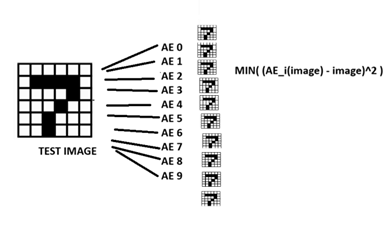 AE 0
AE 1
AE 2
AE 3
AE 4
AE 5
AE 6
AE 7
AE 8
AE 9
MIN( (AE_i(image) - image)^2 )
TEST IMAGE